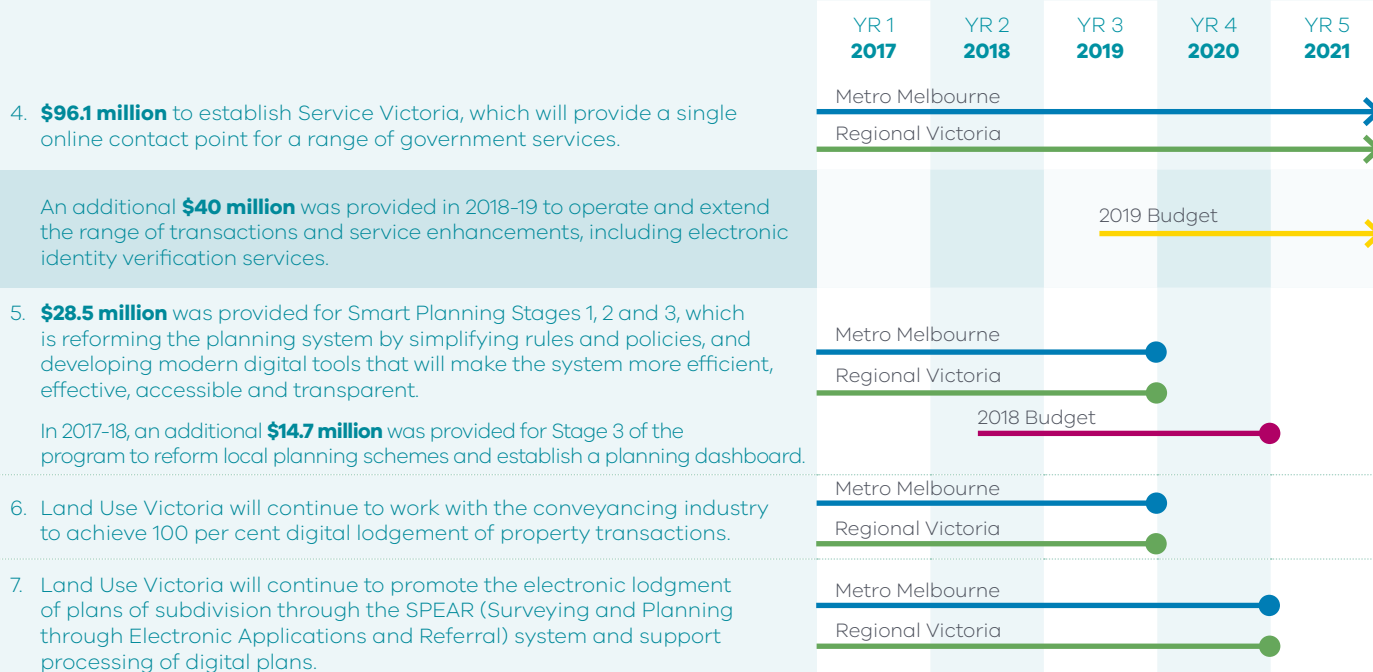 YR 1 YR 2 YR 3 YR 4 YR 5
2017 2018 2019 2020 2021
4. $96.1 million to establish Service Victoria, which will provide a single
online contact point for a range of government services.
Metro Melbourne
Regional Victoria
An additional $40 million was provided in 2018-19 to operate and extend
the range of transactions and service enhancements, including electronic
identity verification services.
2019 Budget
5. $28.5 million was provided for Smart Planning Stages 1, 2 and 3, which
is reforming the planning system by simplifying rules and policies, and
developing modern digital tools that will make the system more efficient,
effective, accessible and transparent.
Metro Melbourne
Regional Victoria
In 2017-18, an additional $14.7 million was provided for Stage 3 of the
program to reform local planning schemes and establish a planning dashboard.
2018 Budget
6. Land Use Victoria will continue to work with the conveyancing industry
to achieve 100 per cent digital lodgement of property transactions.
Metro Melbourne
Regional Victoria
7. Land Use Victoria will continue to promote the electronic lodgment
of plans of subdivision through the SPEAR (Surveying and Planning
through Electronic Applications and Referral) system and support
processing of digital plans.
Metro Melbourne
Regional Victoria